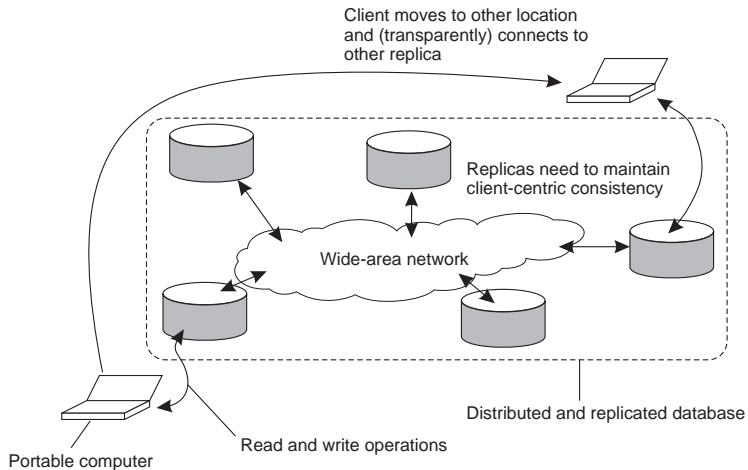 Client moves to other location
and (transparently) connects to
other replica
Replicas need to maintain
client-centric consistency
Wide-area network
Distributed and replicated database
Read and write operations
Portable computer